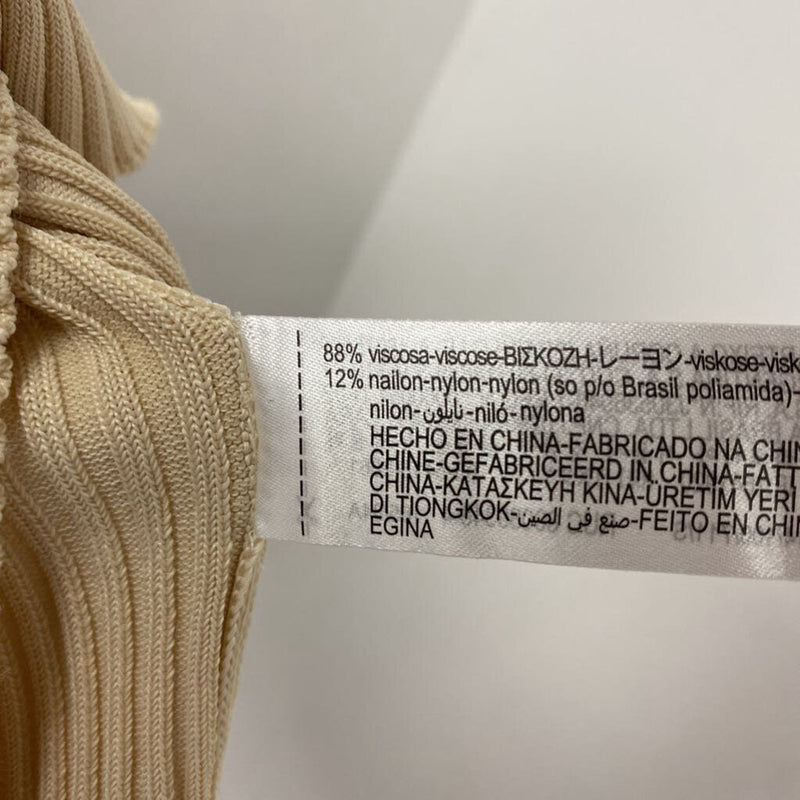 88% viscosa-viscose-ΒΙΣΚΟΖΗ-レーヨン-viskose-visk
12% nailon-nylon-nylon (so p/o Brasil poliamida)-
nilon-نايلون-niló-nylona
HECHO EN CHINA-FABRICADO NA CHIN
CHINE-GEFABRICEERD IN CHINA-FATT
CHINA-ΚΑΤΑΣΚΕΥΗ ΚΙΝΑ-ÜRETİM YERİ
DI TIONGKOK-صنع في الصين-FEITO EN CHIN
EGINA